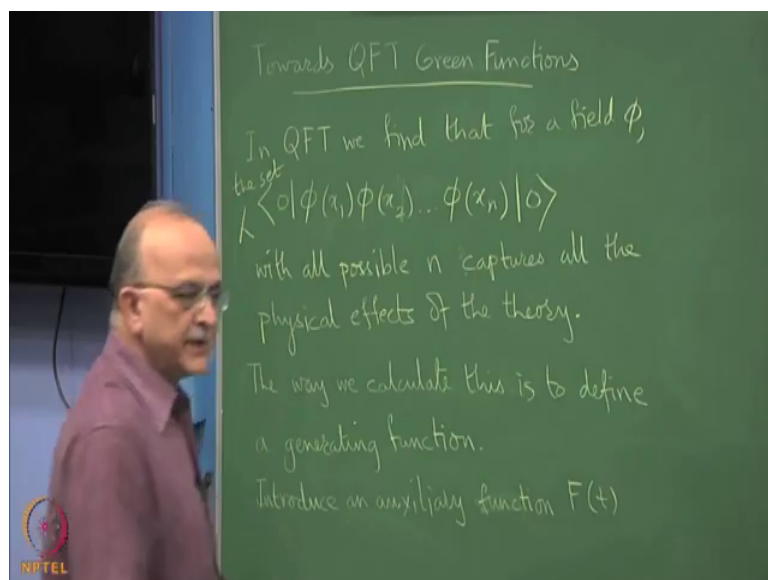 Towards QFT Green Functions
In QFT we find that for a field ϕ,
the set
⟨0|ϕ(x₁)ϕ(x₂)...ϕ(xₙ)|0⟩
with all possible n captures all the
physical effects of the theory.
The way we calculate this is to define
a generating function.
Introduce an auxiliary function F(t)
NPTEL